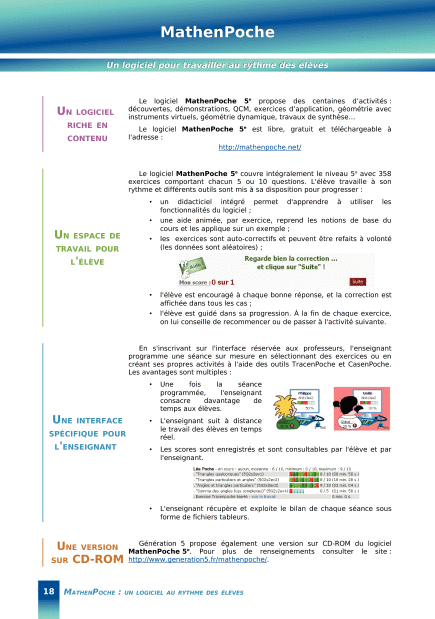 MathenPoche
Un logiciel pour travailler au rythme des élèves
UN LOGICIEL
RICHE EN
CONTENU
Le logiciel MathenPoche 5e propose des centaines d'activités :
découvertes, démonstrations, QCM, exercices d'application, géométrie avec
instruments virtuels, géométrie dynamique, travaux de synthèse...
Le logiciel MathenPoche 5e est libre, gratuit et téléchargeable à
l'adresse :
http://mathenpoche.net/
UN ESPACE DE
TRAVAIL POUR
L'ÉLÈVE
Le logiciel MathenPoche 5e couvre intégralement le niveau 5e avec 358
exercices comportant chacun 5 ou 10 questions. L'élève travaille à son
rythme et différents outils sont mis à sa disposition pour progresser :
• un didacticiel intégré permet d'apprendre à utiliser les
fonctionnalités du logiciel ;
• une aide animée, par exercice, reprend les notions de base du
cours et les applique sur un exemple ;
• les exercices sont auto-correctifs et peuvent être refaits à volonté
(les données sont aléatoires) ;
Aide
Regarde bien la correction ...
et clique sur "Suite" !
Mon score : 0 sur 1
Suite
• l'élève est encouragé à chaque bonne réponse, et la correction est
affichée dans tous les cas ;
• l'élève est guidé dans sa progression. À la fin de chaque exercice,
on lui conseille de recommencer ou de passer à l'activité suivante.
UNE INTERFACE
SPÉCIFIQUE POUR
L'ENSEIGNANT
En s'inscrivant sur l'interface réservée aux professeurs, l'enseignant
programme une séance sur mesure en sélectionnant des exercices ou en
créant ses propres activités à l'aide des outils TracenPoche et CasenPoche.
Les avantages sont multiples :
• Une fois la séance
programmée, l'enseignant
consacre davantage de
temps aux élèves.
• L'enseignant suit à distance
le travail des élèves en temps
réel.
• Les scores sont enregistrés et sont consultables par l'élève et par
l'enseignant.
• L'enseignant récupère et exploite le bilan de chaque séance sous
forme de fichiers tableurs.
UNE VERSION
SUR CD-ROM
Génération 5 propose également une version sur CD-ROM du logiciel
MathenPoche 5e. Pour plus de renseignements consulter le site :
http://www.generation5.fr/mathenpoche/.
18 MATHENPOCHE : UN LOGICIEL AU RYTHME DES ELEVES